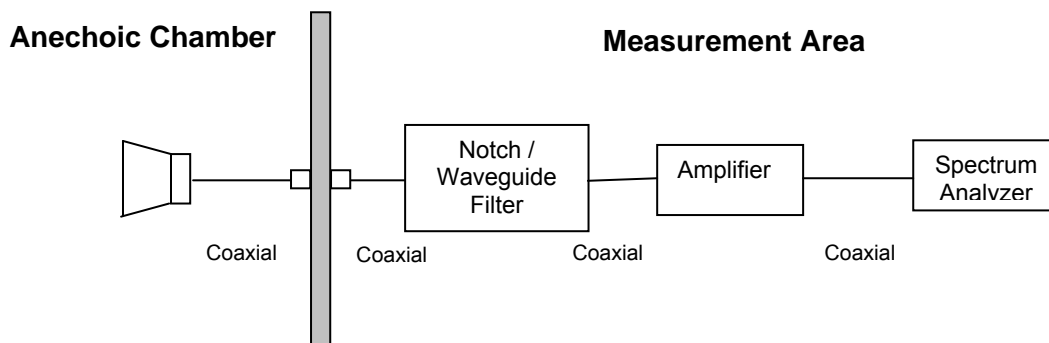 Anechoic Chamber
Measurement Area
Notch /
Waveguide
Filter
Amplifier
Spectrum
Analyzer
Coaxial
Coaxial
Coaxial
Coaxial